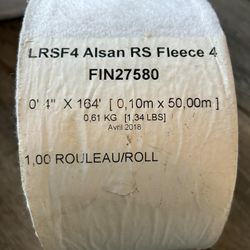 LRSF4 Alsan RS Fleece 4
FIN27580
0' 4" X 164' [ 0,10m x 50,00m ]
0,61 KG [1,34 LBS]
Avril 2018
1,00 ROULEAU/ROLL